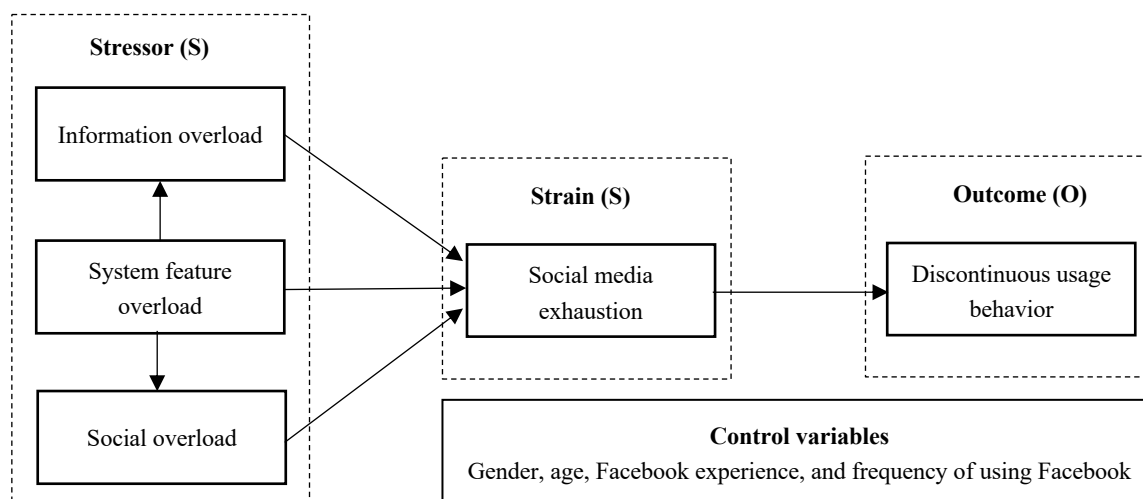 Stressor (S)
Information overload
System feature
overload
Social overload
Strain (S)
Social media
exhaustion
Outcome (O)
Discontinuous usage
behavior
Control variables
Gender, age, Facebook experience, and frequency of using Facebook